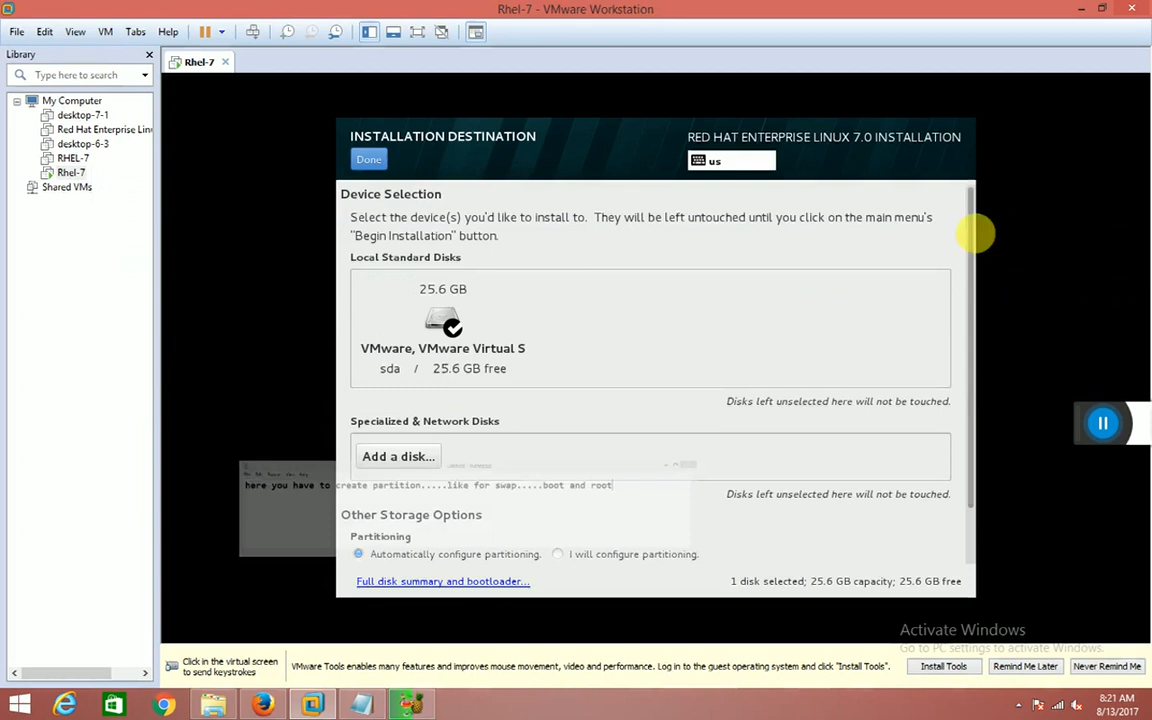 Rhel-7 - VMware Workstation
File Edit View VM Tabs Help
Library
Type here to search
Rhel-7
My Computer
desktop-7-1
Red Hat Enterprise Linu
desktop-6-3
RHEL-7
Rhel-7
Shared VMs
INSTALLATION DESTINATION
RED HAT ENTERPRISE LINUX 7.0 INSTALLATION
Done
us
Device Selection
Select the device(s) you'd like to install to. They will be left untouched until you click on the main menu's
"Begin Installation" button.
Local Standard Disks
25.6 GB
VMware, VMware Virtual S
sda / 25.6 GB free
Disks left unselected here will not be touched.
Specialized & Network Disks
Add a disk...
here you have to create partition.....like for swap.....boot and root
Disks left unselected here will not be touched.
Other Storage Options
Partitioning
Automatically configure partitioning. I will configure partitioning.
Full disk summary and bootloader...
1 disk selected; 25.6 GB capacity; 25.6 GB free
Activate Windows
Go to PC settings to activate Windows.
Click in the virtual screen
to send keystrokes
VMware Tools enables many features and improves mouse movement, video and performance. Log in to the guest operating system and click "Install Tools".
Install Tools
Remind Me Later
Never Remind Me
8:21 AM
8/13/2017